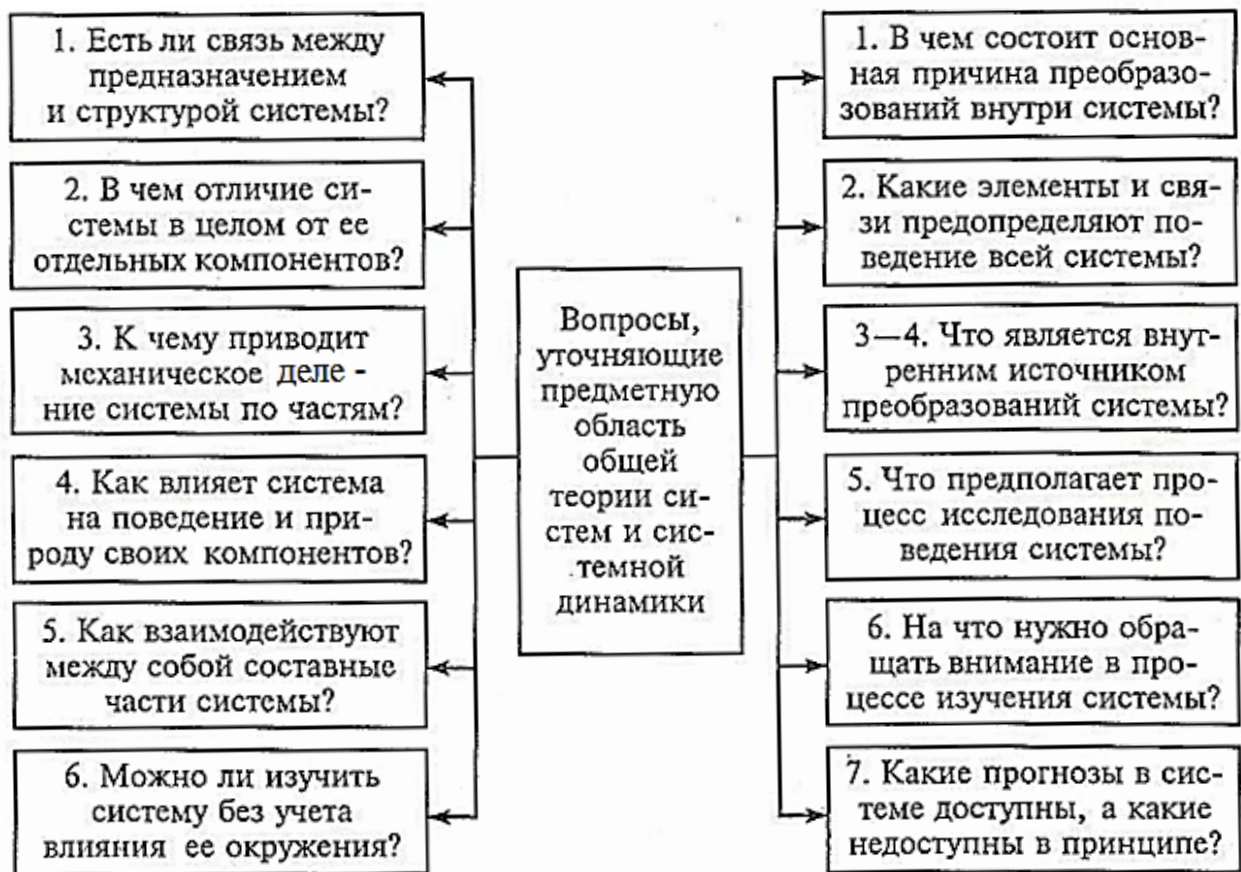 1. Есть ли связь между
предназначением
и структурой системы?
2. В чем отличие си-
стемы в целом от ее
отдельных компонентов?
3. К чему приводит
механическое деле -
ние системы по частям?
4. Как влияет система
на поведение и при-
роду своих компонентов?
5. Как взаимодействуют
между собой составные
части системы?
6. Можно ли изучить
систему без учета
влияния ее окружения?
Вопросы,
уточняющие
предметную
область
общей
теории си-
стем и сис-
темной
динамики
1. В чем состоит основ-
ная причина преобра-
зований внутри системы?
2. Какие элементы и свя-
зи предопределяют по-
ведение всей системы?
3—4. Что является внут-
ренним источником
преобразований системы?
5. Что предполагает про-
цесс исследования по-
ведения системы?
6. На что нужно обра-
щать внимание в про-
цессе изучения системы?
7. Какие прогнозы в сис-
теме доступны, а какие
недоступны в принципе?